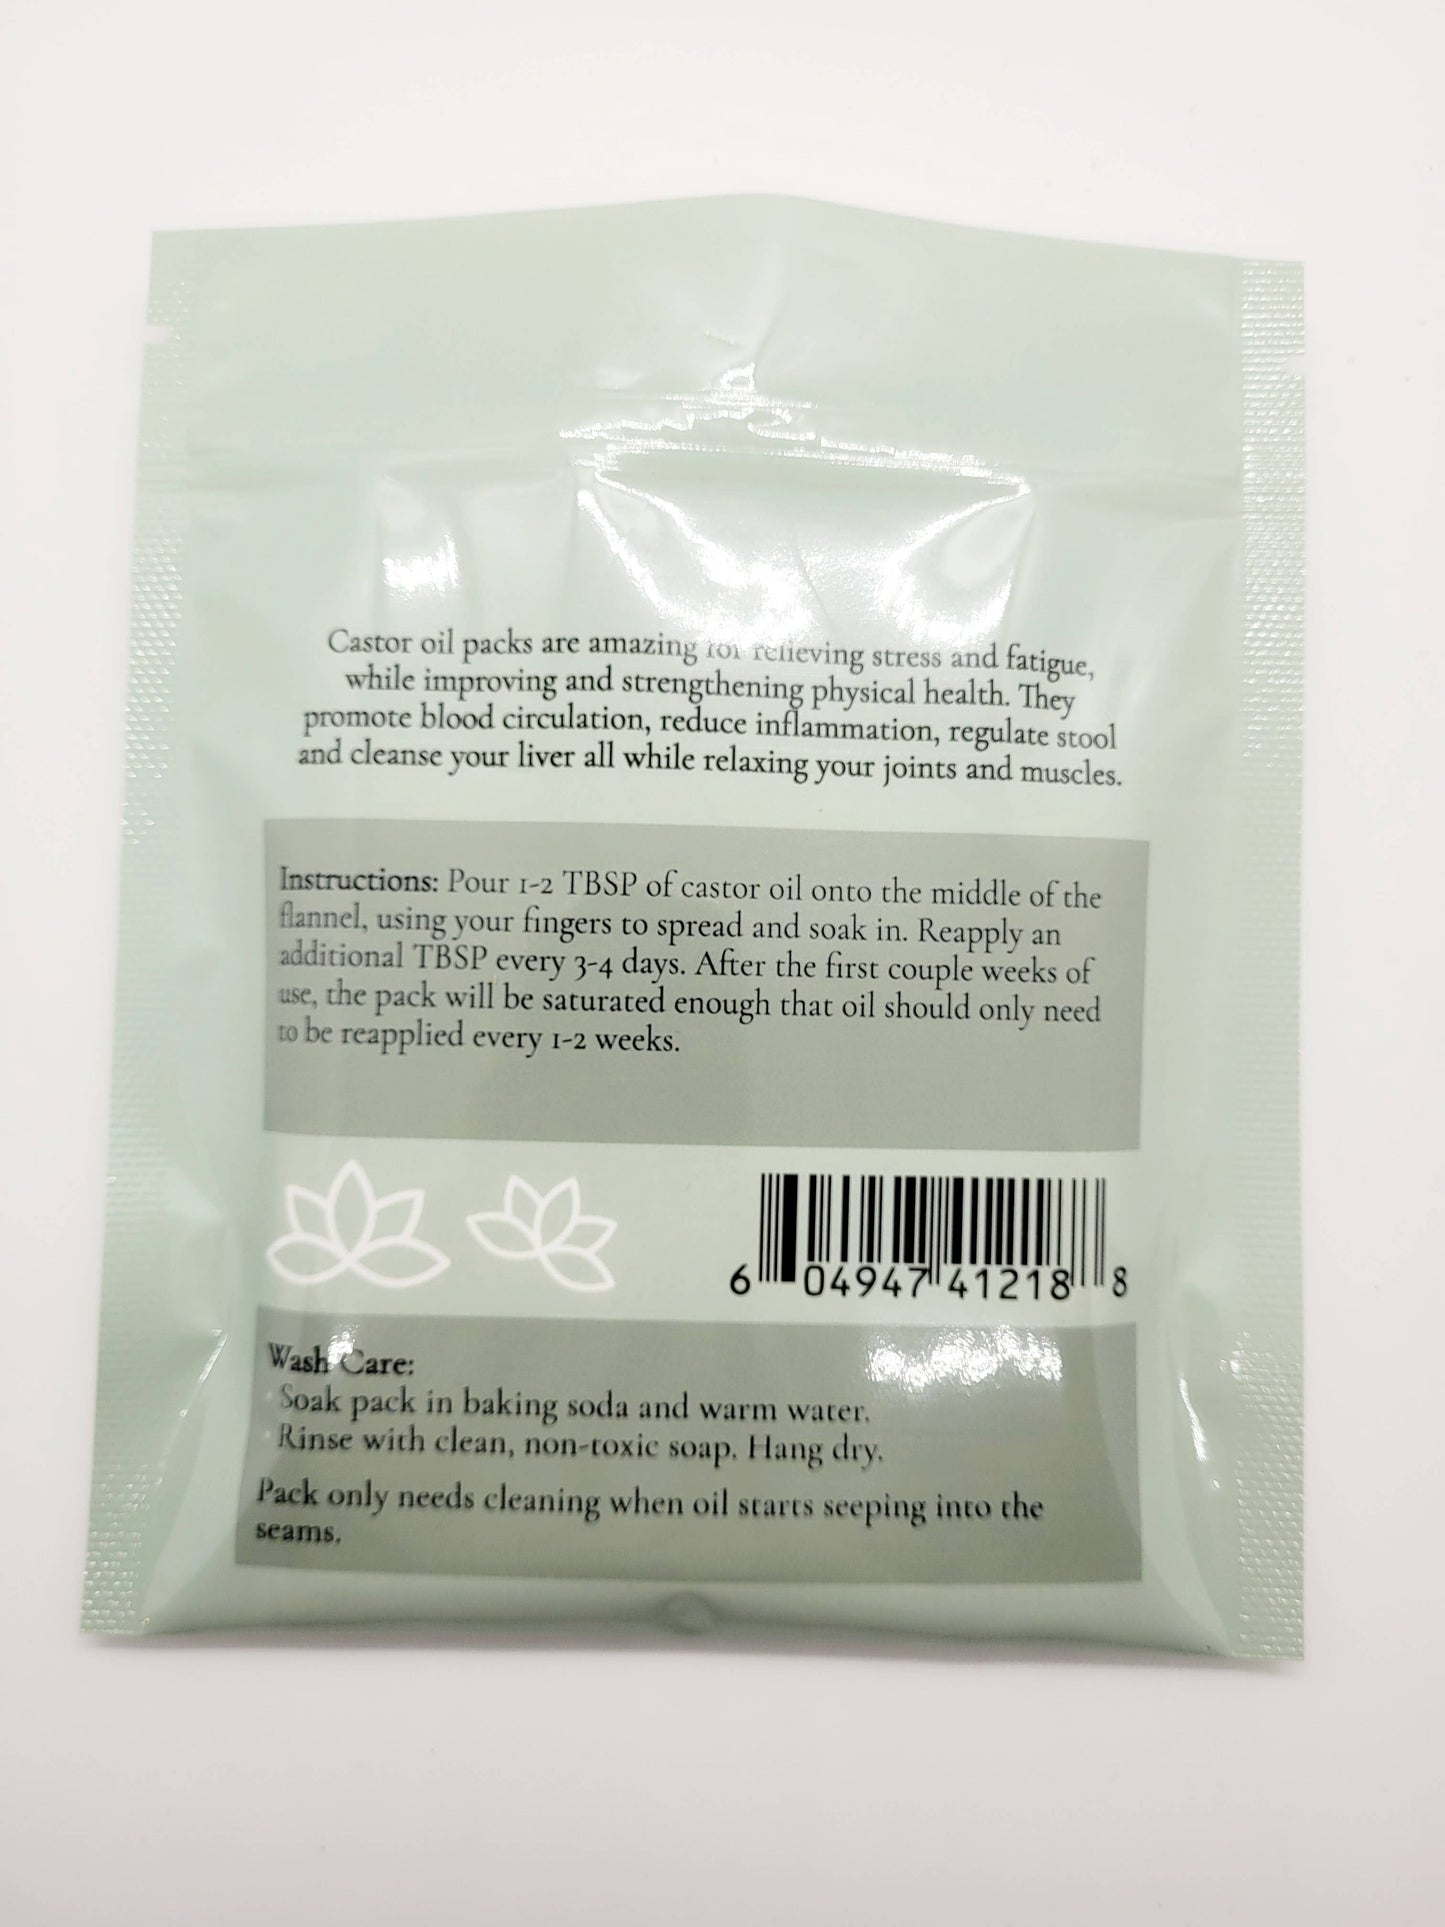 Castor oil packs are amazing for relieving stress and fatigue,
while improving and strengthening physical health. They
promote blood circulation, reduce inflammation, regulate stool
and cleanse your liver all while relaxing your joints and muscles.
Instructions: Pour 1-2 TBSP of castor oil onto the middle of the
flannel, using your fingers to spread and soak in. Reapply an
additional TBSP every 3-4 days. After the first couple weeks of
use, the pack will be saturated enough that oil should only need
to be reapplied every 1-2 weeks.
6 04947 41218 8
Wash Care:
· Soak pack in baking soda and warm water.
· Rinse with clean, non-toxic soap. Hang dry.
Pack only needs cleaning when oil starts seeping into the
seams.